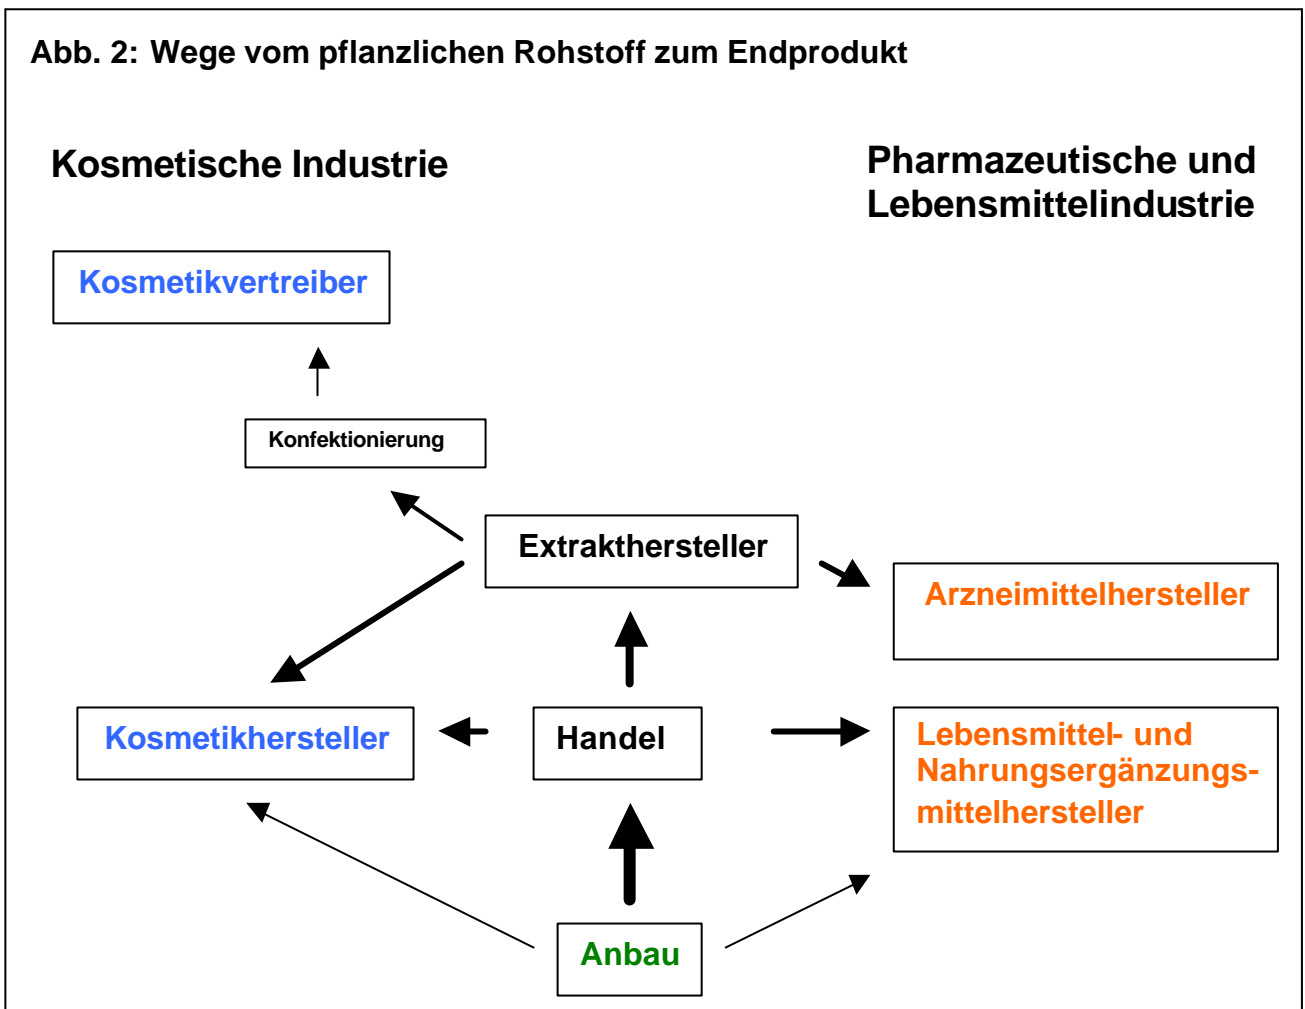 Abb. 2: Wege vom pflanzlichen Rohstoff zum Endprodukt
Kosmetische Industrie
Pharmazeutische und
Lebensmittelindustrie
Kosmetikvertreiber
Konfektionierung
Extrakthersteller
Arzneimittelhersteller
Kosmetikhersteller
Handel
Lebensmittel- und
Nahrungsergänzungs-
mittelhersteller
Anbau